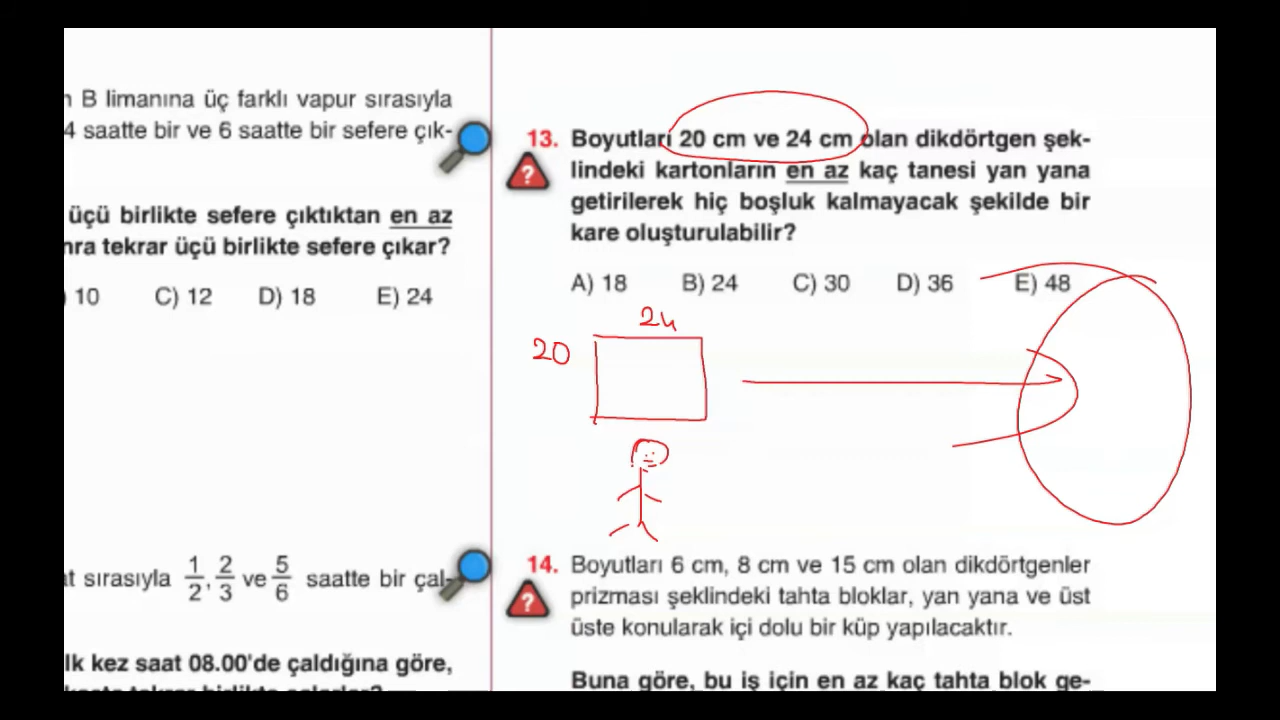 B limanına üç farklı vapur sırasıyla
4 saatte bir ve 6 saatte bir sefere çık-
üçü birlikte sefere çıktıktan en az
nra tekrar üçü birlikte sefere çıkar?
10 C) 12 D) 18 E) 24
at sırasıyla 1/2, 2/3 ve 5/6 saatte bir çal-
lk kez saat 08.00'de çaldığına göre,
13. Boyutları 20 cm ve 24 cm olan dikdörtgen şek-
lindeki kartonların en az kaç tanesi yan yana
getirilerek hiç boşluk kalmayacak şekilde bir
kare oluşturulabilir?
A) 18 B) 24 C) 30 D) 36 E) 48
24
20
14. Boyutları 6 cm, 8 cm ve 15 cm olan dikdörtgenler
prizması şeklindeki tahta bloklar, yan yana ve üst
üste konularak içi dolu bir küp yapılacaktır.
Buna göre, bu iş için en az kaç tahta blok ge-